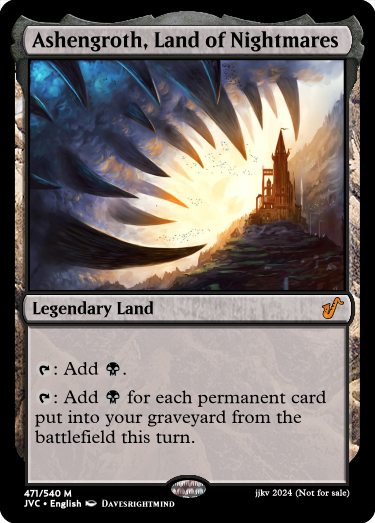 Ashengroth, Land of Nightmares
Legendary Land
: Add .
: Add for each permanent card
put into your graveyard from the
battlefield this turn.
471/540 M
JVC • English DAVESRIGHTMIND
jjkv 2024 (Not for sale)